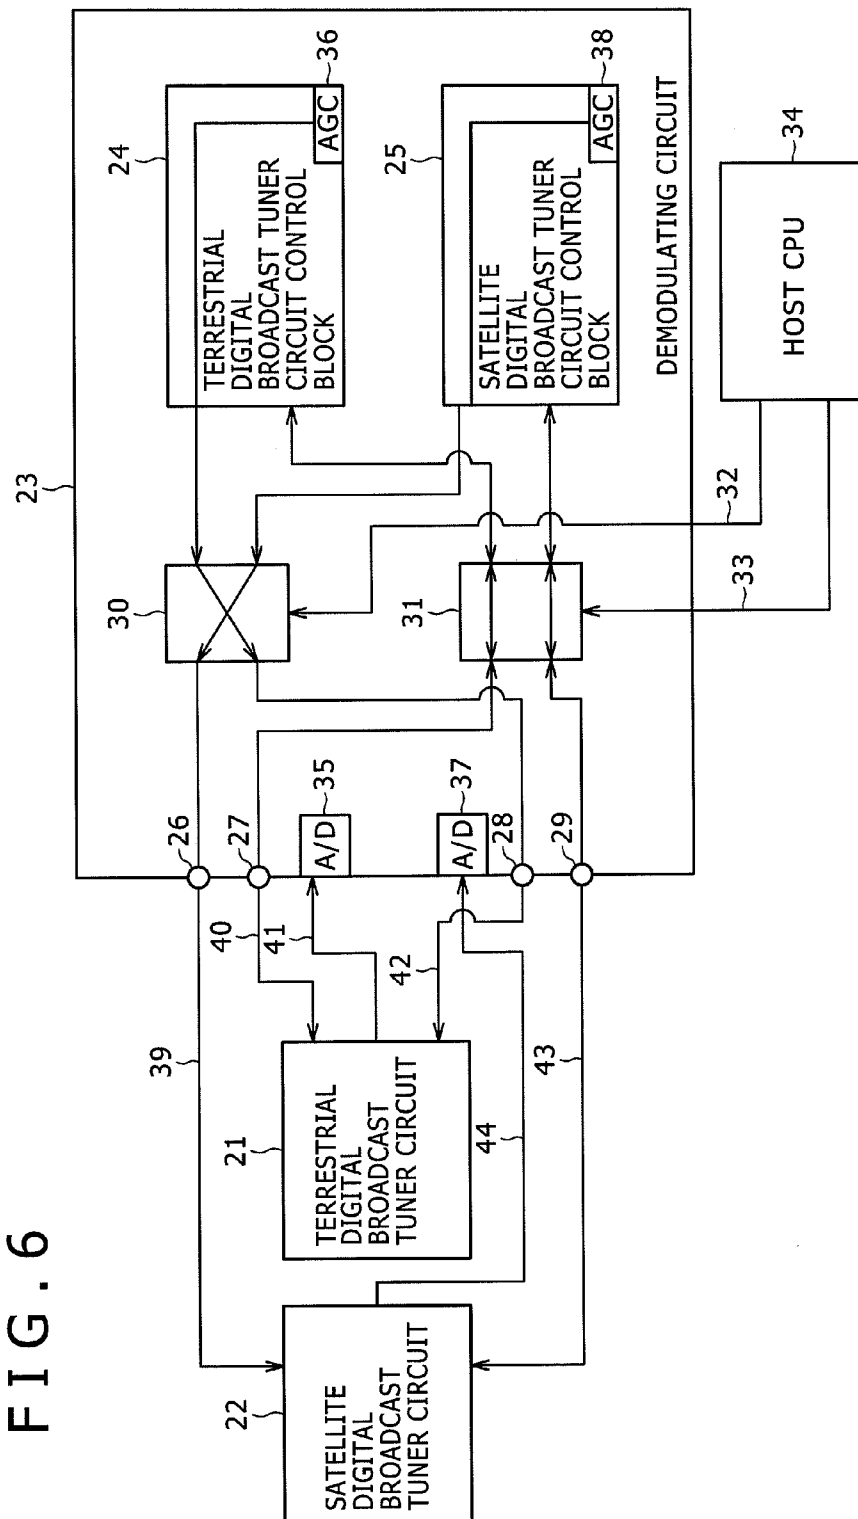 FIG.6
22
SATELLITE
DIGITAL
BROADCAST
TUNER CIRCUIT
21
TERRESTRIAL
DIGITAL
BROADCAST
TUNER CIRCUIT
39
40
41
42
44
43
26
27
A/D
35
A/D
37
28
29
23
30
31
24
TERRESTRIAL
DIGITAL
BROADCAST TUNER
CIRCUIT CONTROL
BLOCK
AGC
36
25
SATELLITE
DIGITAL
BROADCAST TUNER
CIRCUIT CONTROL
BLOCK
AGC
38
DEMODULATING CIRCUIT
32
33
HOST CPU
34